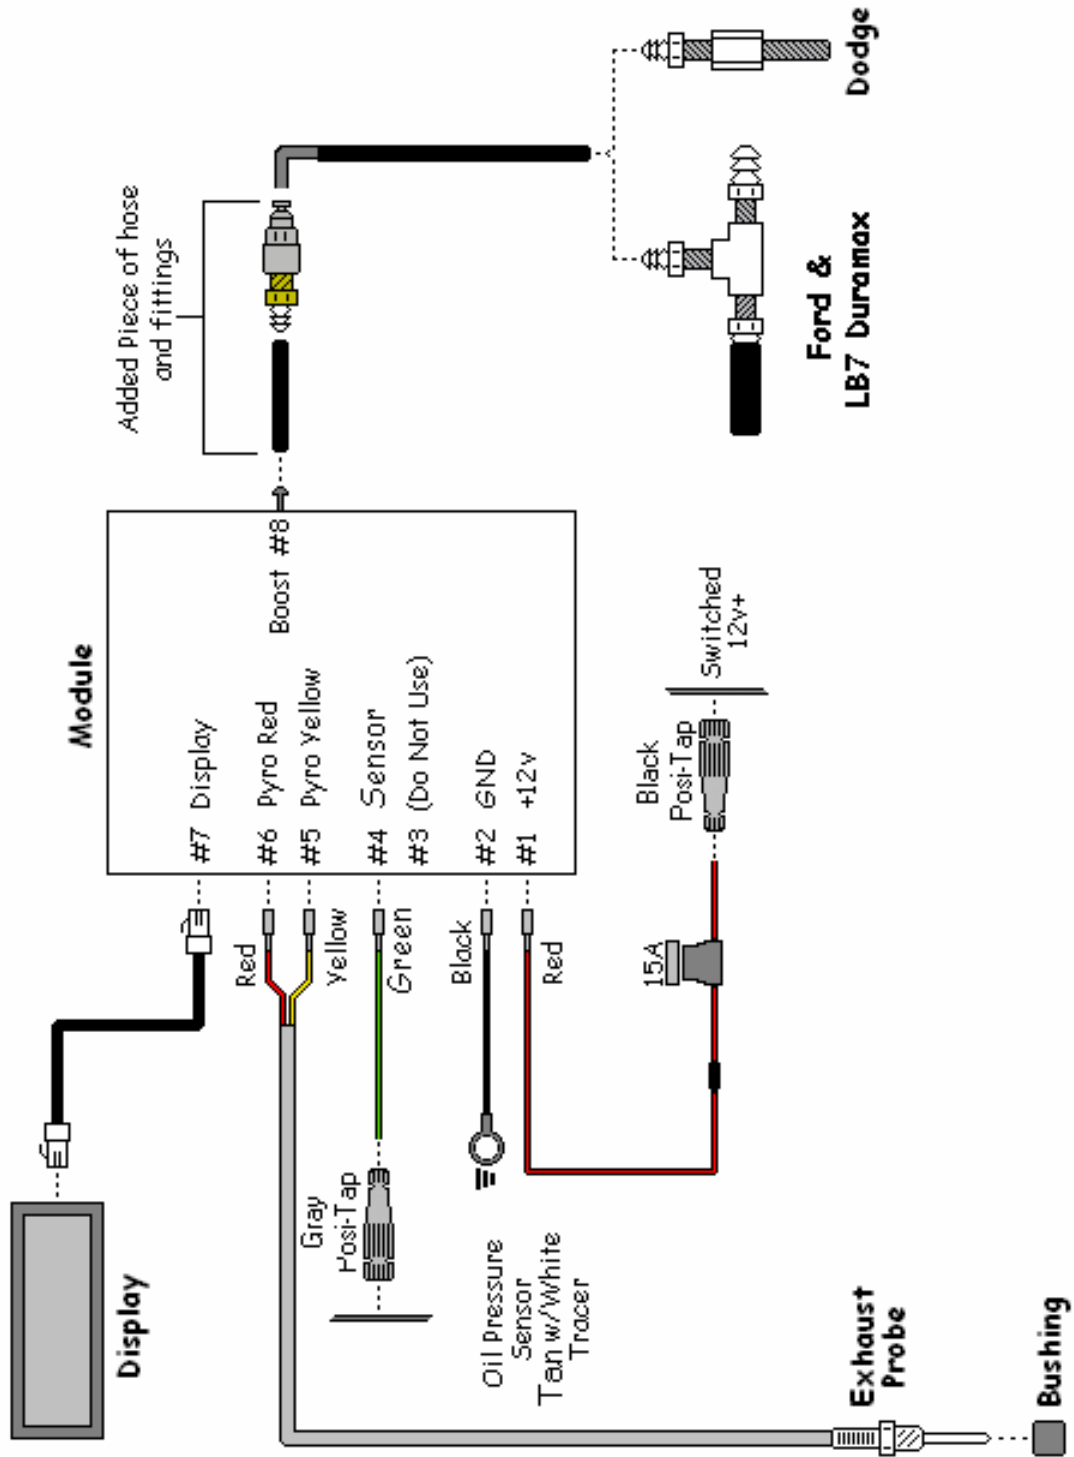 Module
#7 Display
#6 Pyro Red
#5 Pyro Yellow
#4 Sensor
#3 (Do Not Use)
#2 GND
#1 +12v
Boost #8
Added Piece of hose
and fittings
Dodge
Ford &
LB7 Duramax
Display
Red
Yellow
Green
Black
Red
Gray
Posi-Tap
Oil Pressure
Sensor
Tan w/White
Tracer
15A
Black
Posi-Tap
Switched
12v+
Exhaust
Probe
Bushing